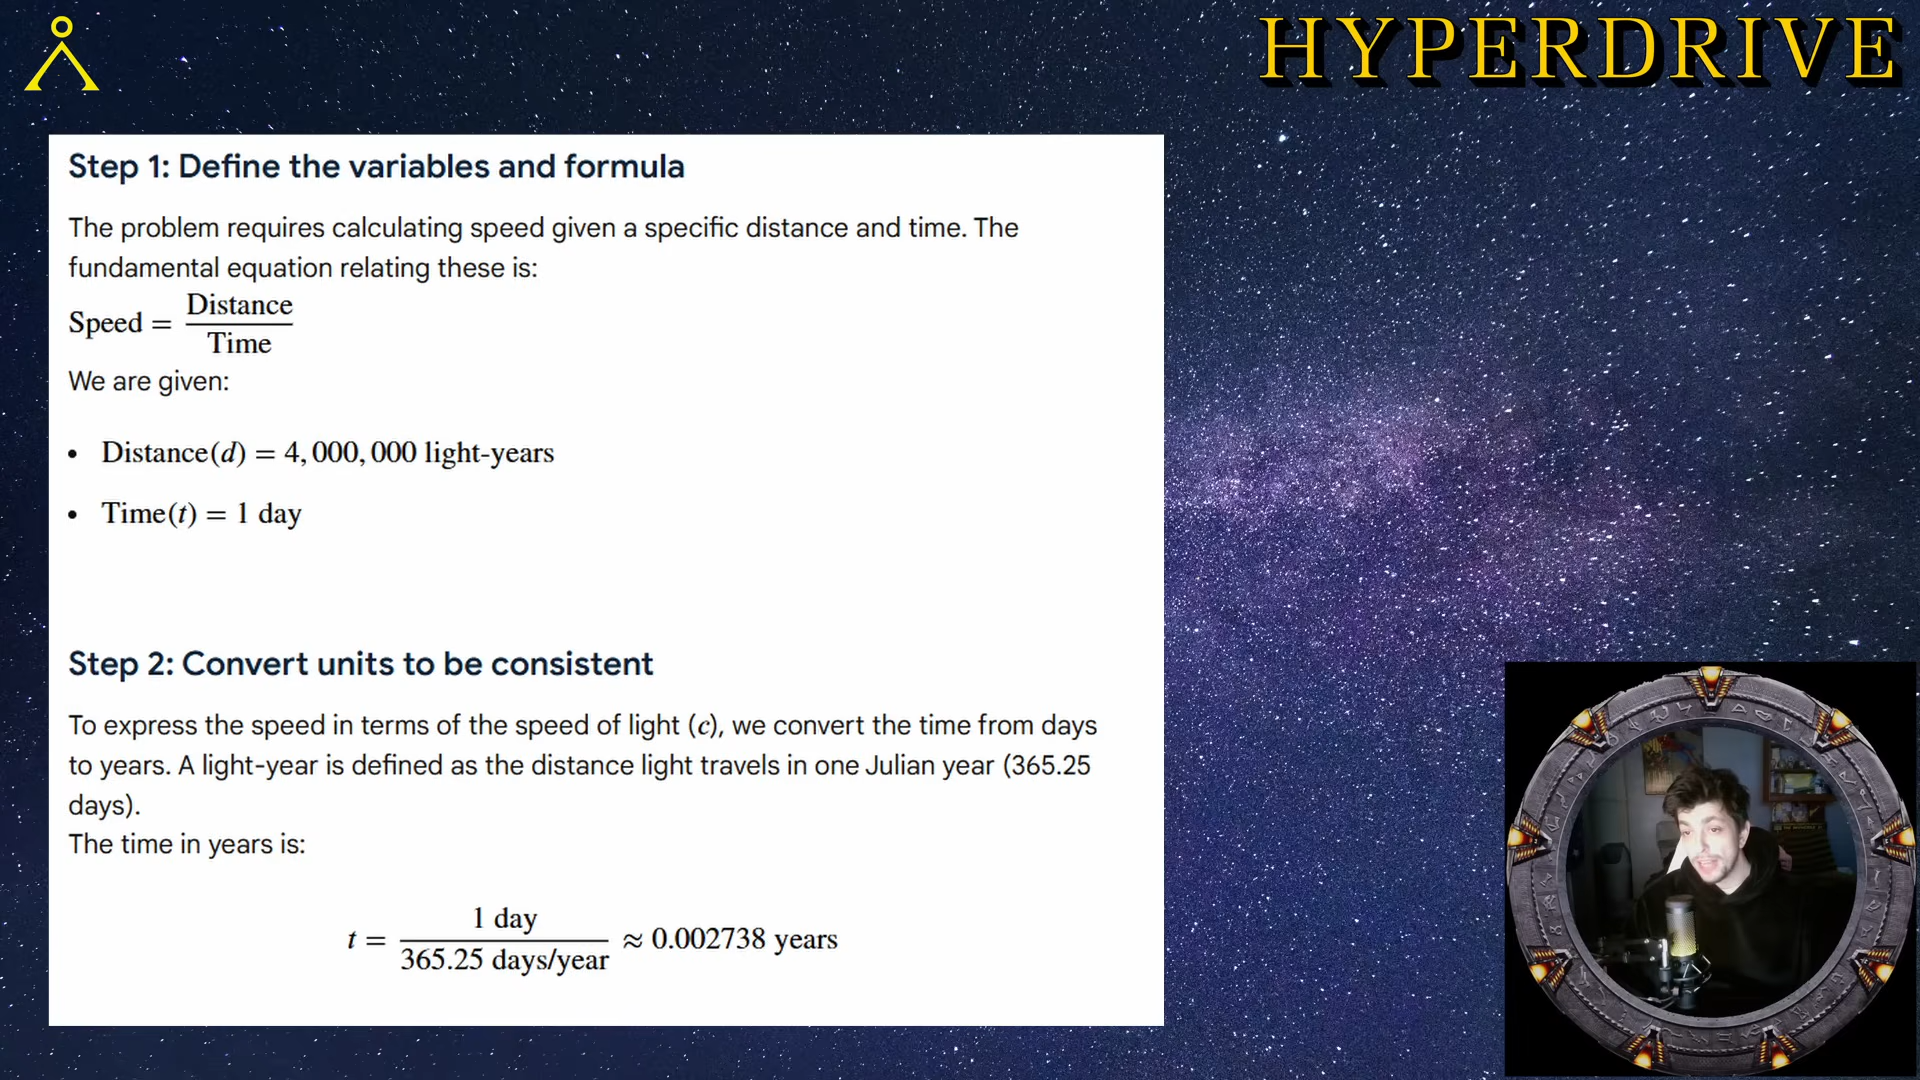 HYPERDRIVE
Step 1: Define the variables and formula
The problem requires calculating speed given a specific distance and time. The
fundamental equation relating these is:
Speed = Distance / Time
We are given:
• Distance(d) = 4,000,000 light-years
• Time(t) = 1 day
Step 2: Convert units to be consistent
To express the speed in terms of the speed of light (c), we convert the time from days
to years. A light-year is defined as the distance light travels in one Julian year (365.25
days).
The time in years is:
t = 1 day / 365.25 days/year ≈ 0.002738 years